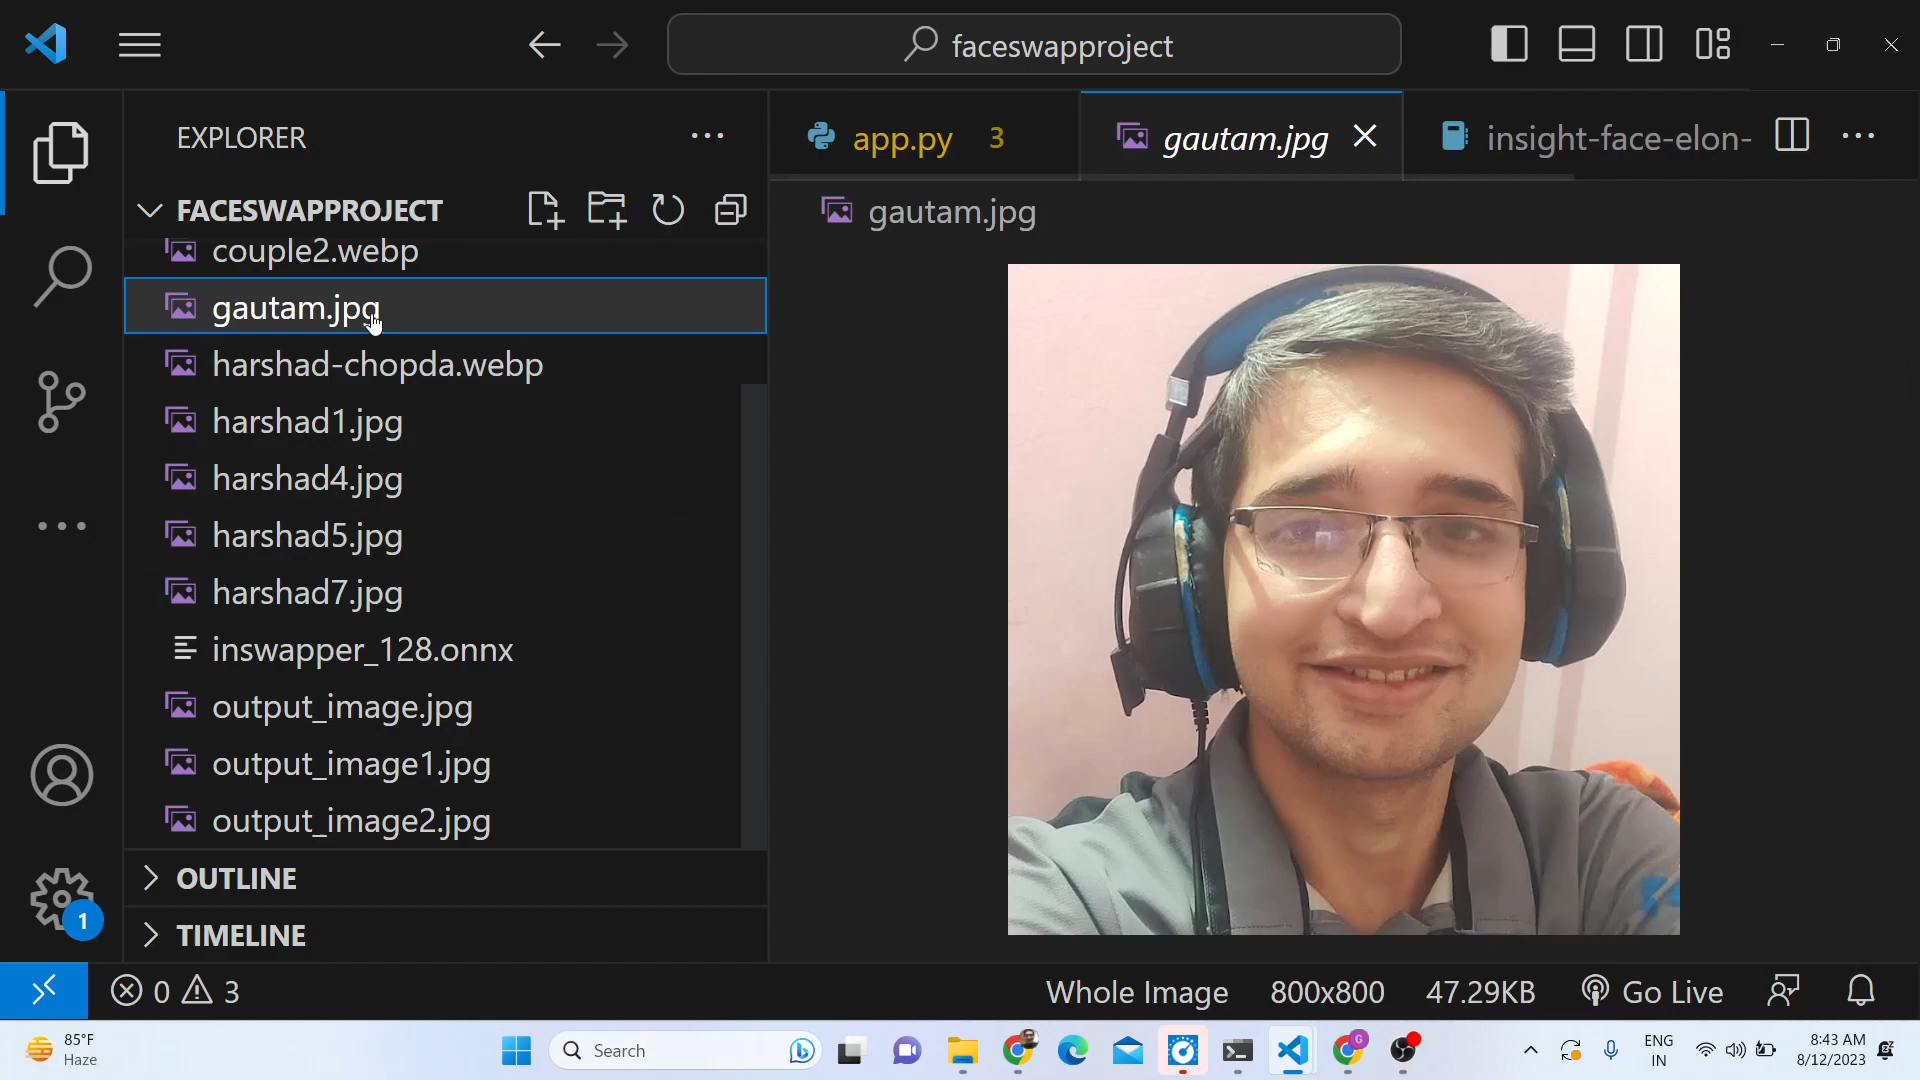 faceswapproject
EXPLORER
app.py 3
gautam.jpg
insight-face-elon-
FACESWAPPROJECT
gautam.jpg
couple2.webp
gautam.jpg
harshad-chopda.webp
harshad1.jpg
harshad4.jpg
harshad5.jpg
harshad7.jpg
inswapper_128.onnx
output_image.jpg
output_image1.jpg
output_image2.jpg
OUTLINE
TIMELINE
1
0 3
Whole Image 800x800 47.29KB Go Live
85°F
Haze
Search
G
ENG
IN
8:43 AM
8/12/2023